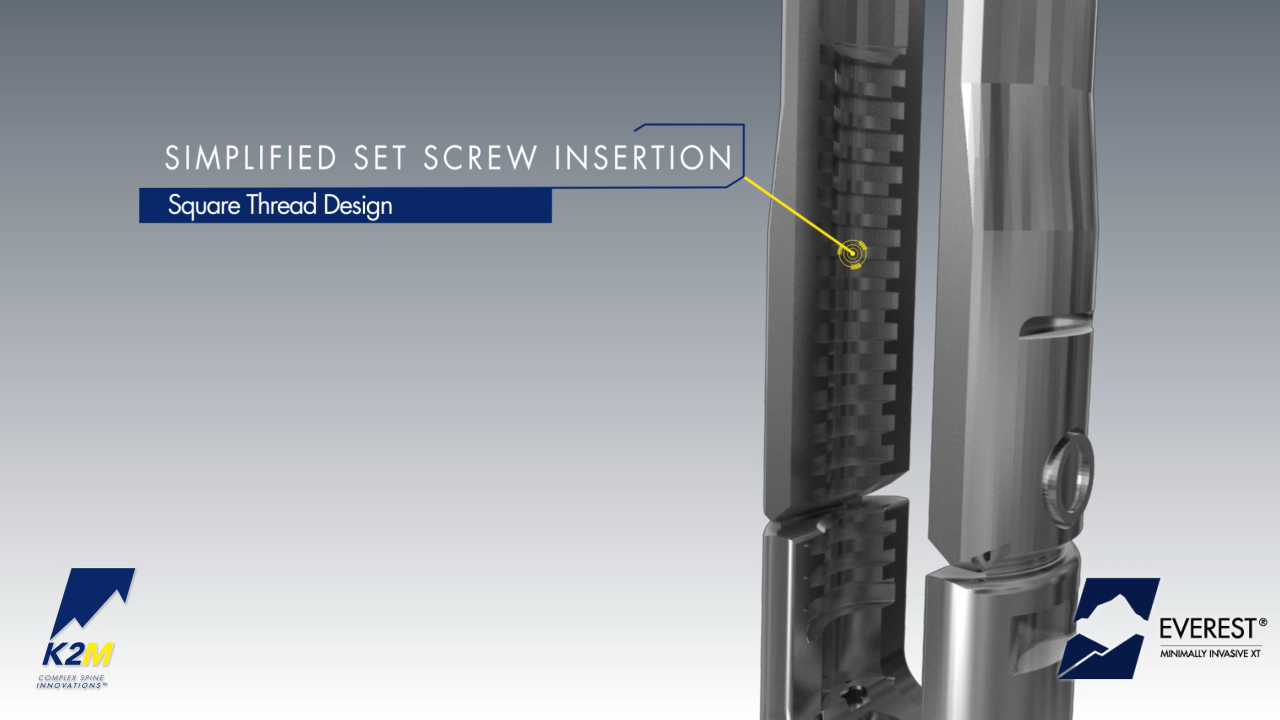 SIMPLIFIED SET SCREW INSERTION
Square Thread Design
K2M
COMPLEX SPINE
INNOVATIONS™
EVEREST®
MINIMALLY INVASIVE XT